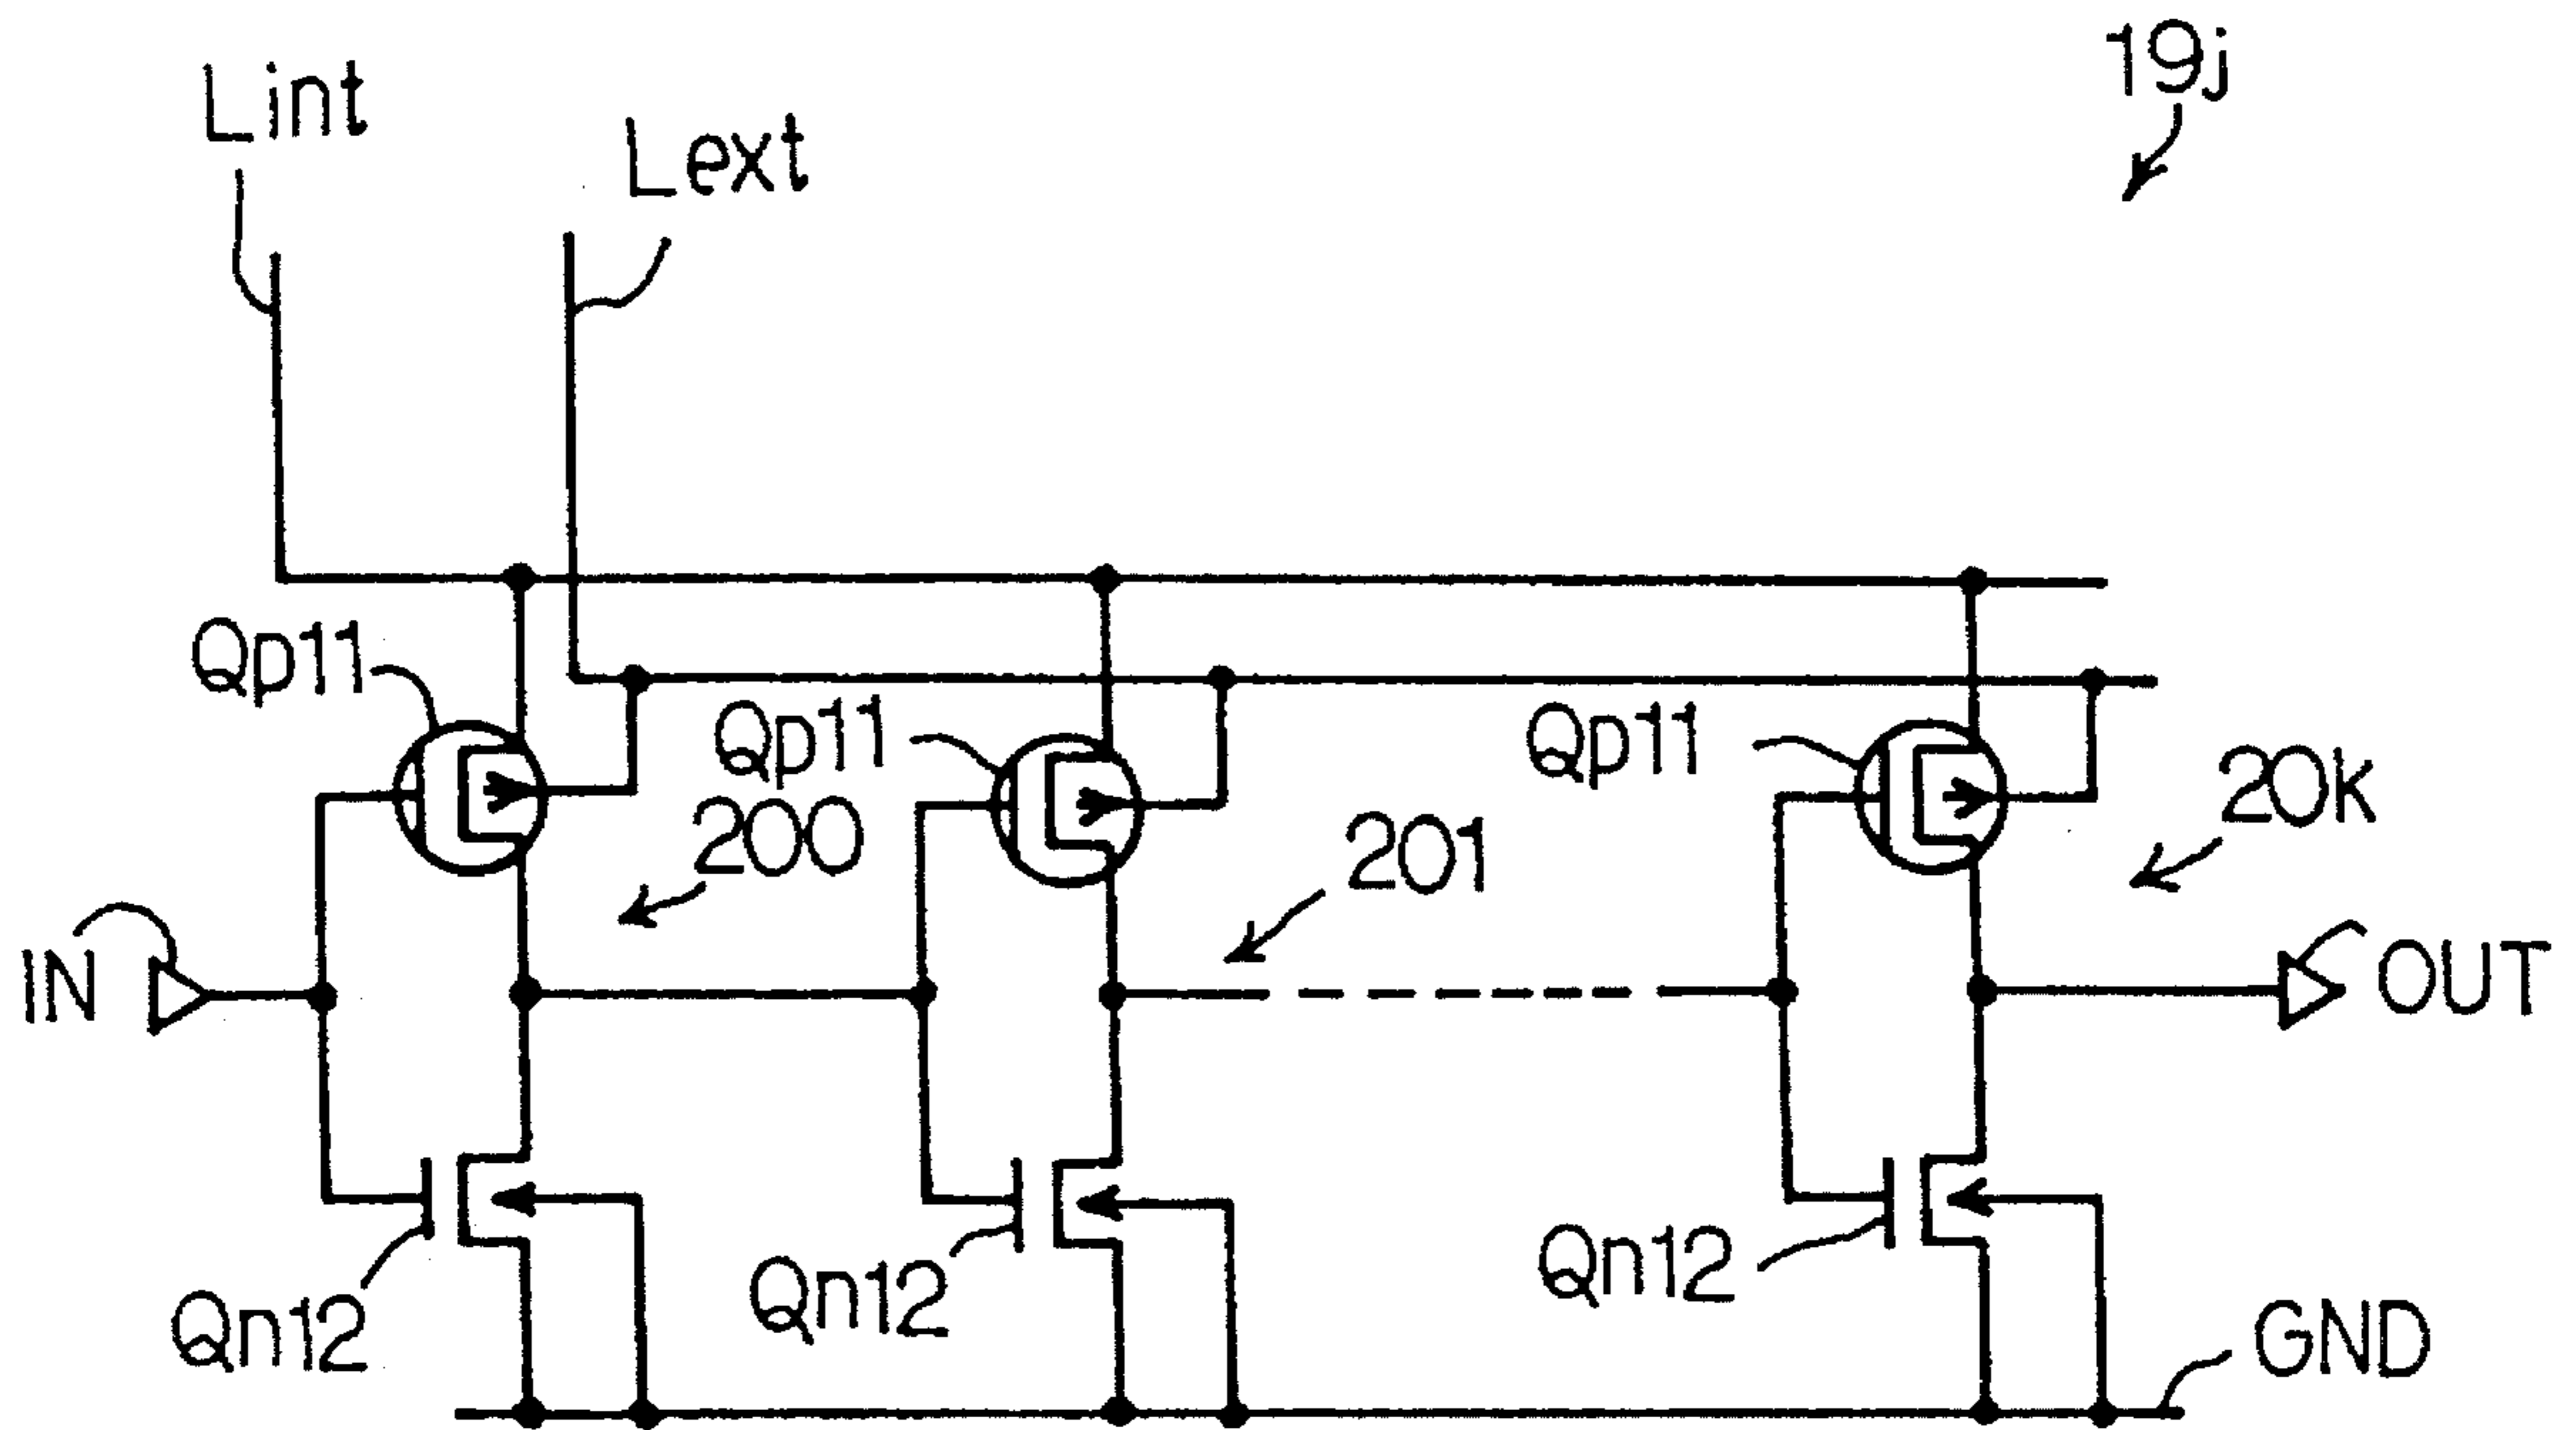 19j
Lint
Lext
Qp11
Qp11
Qp11
200
201
20k
IN
OUT
Qn12
Qn12
Qn12
GND